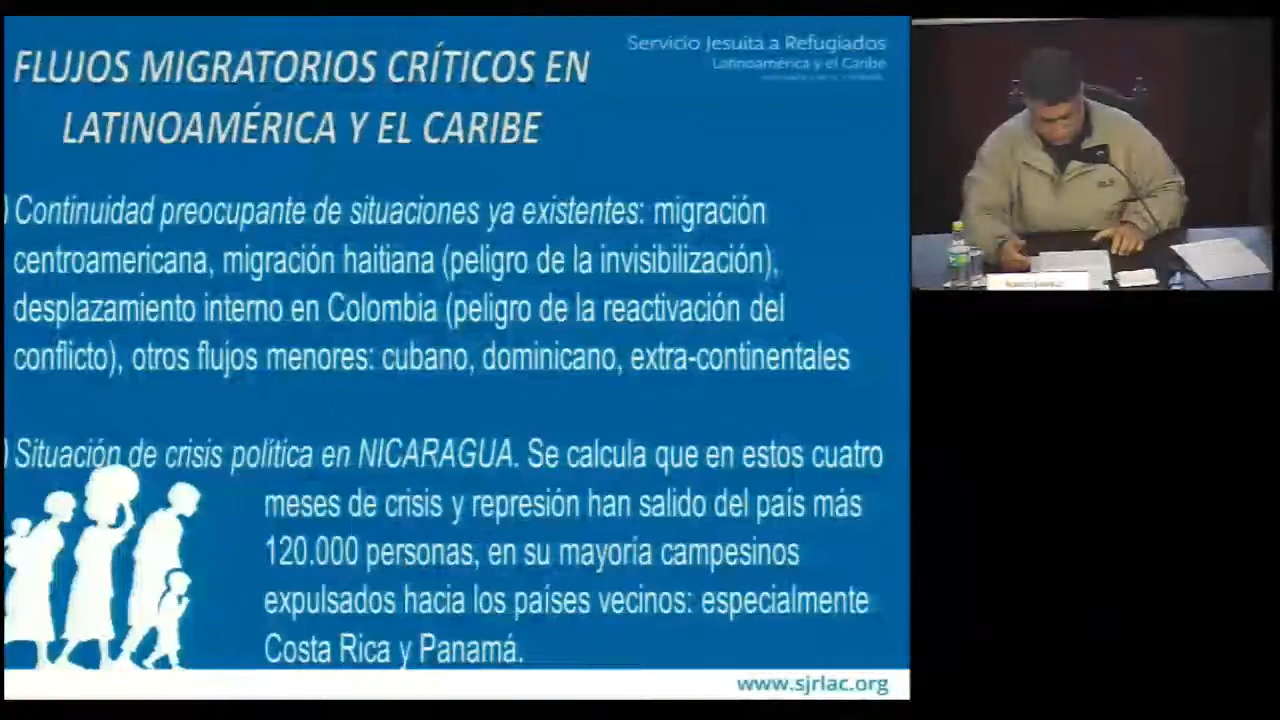 FLUJOS MIGRATORIOS CRÍTICOS EN
LATINOAMÉRICA Y EL CARIBE
Servicio Jesuita a Refugiados
Latinoamérica y el Caribe
) Continuidad preocupante de situaciones ya existentes: migración
centroamericana, migración haitiana (peligro de la invisibilización),
desplazamiento interno en Colombia (peligro de la reactivación del
conflicto), otros flujos menores: cubano, dominicano, extra-continentales
) Situación de crisis política en NICARAGUA. Se calcula que en estos cuatro
meses de crisis y represión han salido del país más
120.000 personas, en su mayoría campesinos
expulsados hacia los países vecinos: especialmente
Costa Rica y Panamá.
www.sjrlac.org